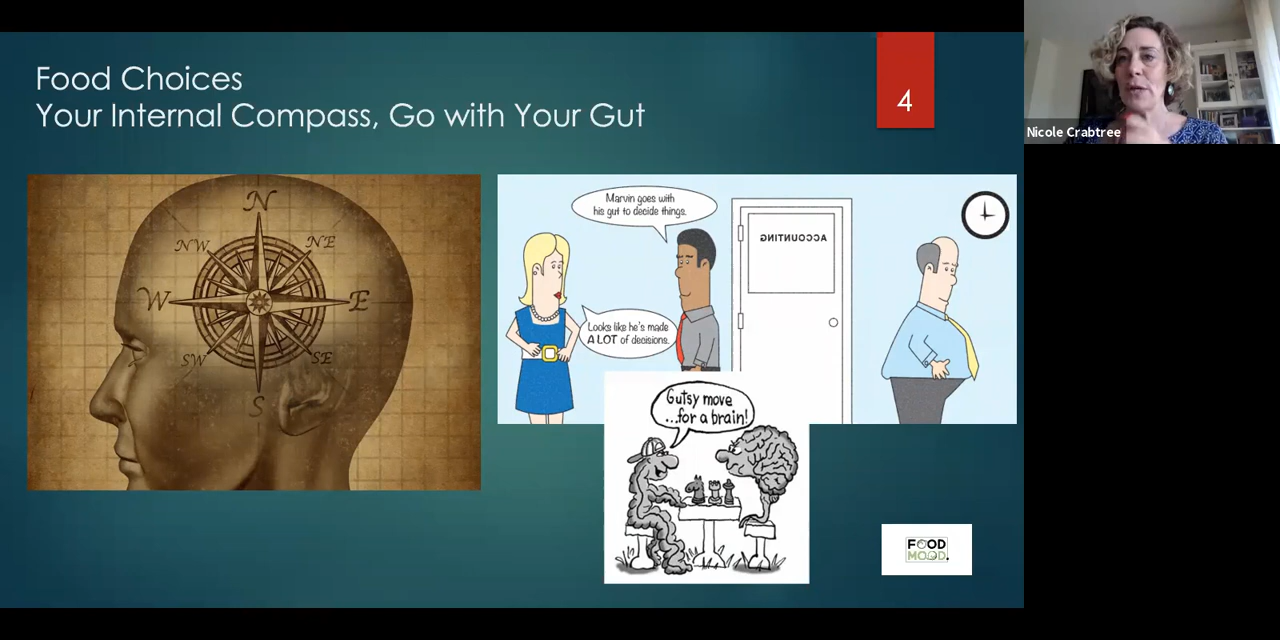 Food Choices
Your Internal Compass, Go with Your Gut
4
Nicole Crabtree
N
NW
NE
W
E
SW
SE
S
Marvin goes with
his gut to decide things.
Looks like he's made
A LOT of decisions.
ACCOUNTING
Gutsy move
...for a brain!
FOOD
MOOD.